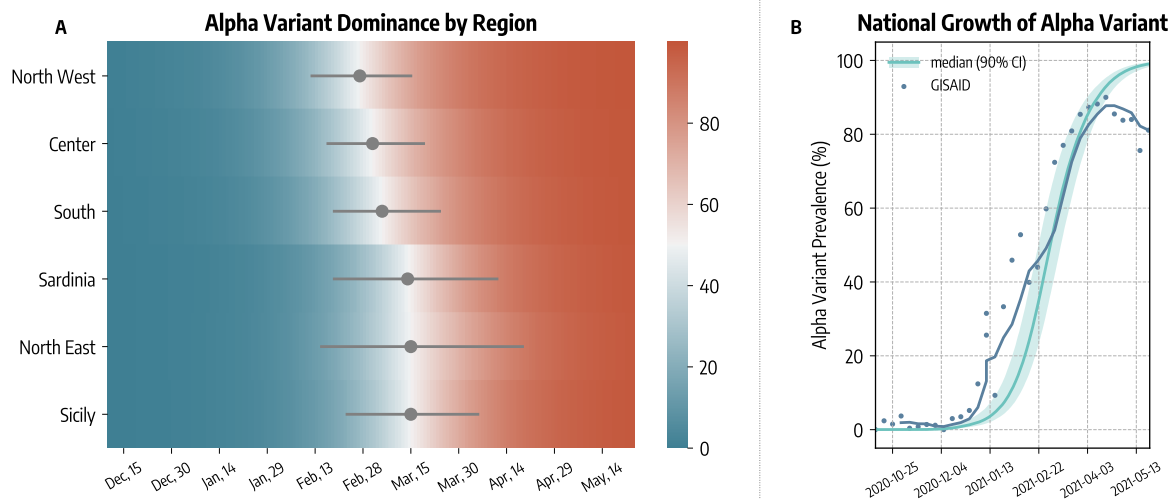 A
Alpha Variant Dominance by Region
North West
Center
South
Sardinia
North East
Sicily
Dec, 15
Dec, 30
Jan, 14
Jan, 29
Feb, 13
Feb, 28
Mar, 15
Mar, 30
Apr, 14
Apr, 29
May, 14
80
60
40
20
0
B
National Growth of Alpha Variant
median (90% CI)
GISAID
Alpha Variant Prevalence (%)
100
80
60
40
20
0
2020-10-25
2020-12-04
2021-01-13
2021-02-22
2021-04-03
2021-05-13